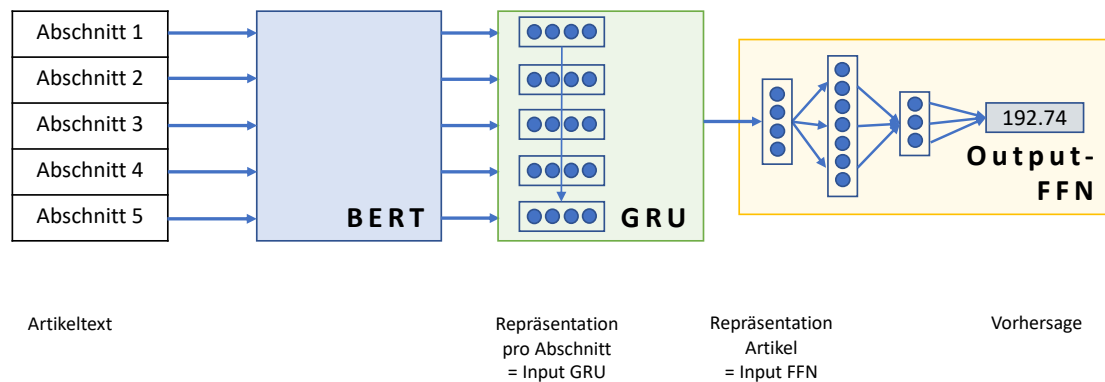 Abschnitt 1
Abschnitt 2
Abschnitt 3
Abschnitt 4
Abschnitt 5
BERT
GRU
192.74
Output-
FFN
Artikeltext
Repräsentation
pro Abschnitt
= Input GRU
Repräsentation
Artikel
= Input FFN
Vorhersage